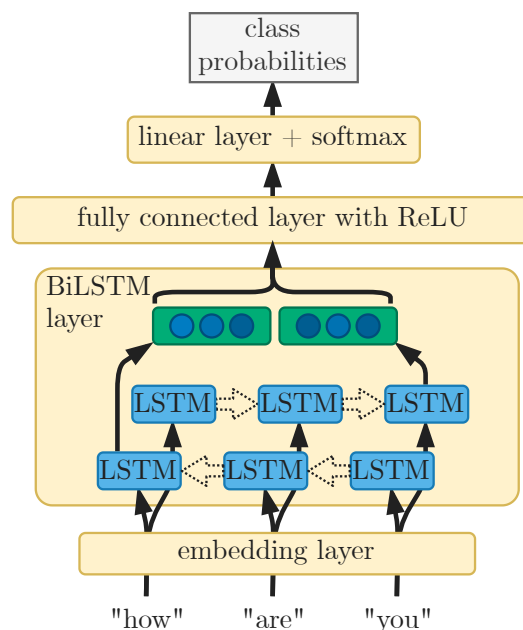 class
probabilities
linear layer + softmax
fully connected layer with ReLU
BiLSTM
layer
LSTM LSTM LSTM
LSTM LSTM LSTM
embedding layer
"how" "are" "you"